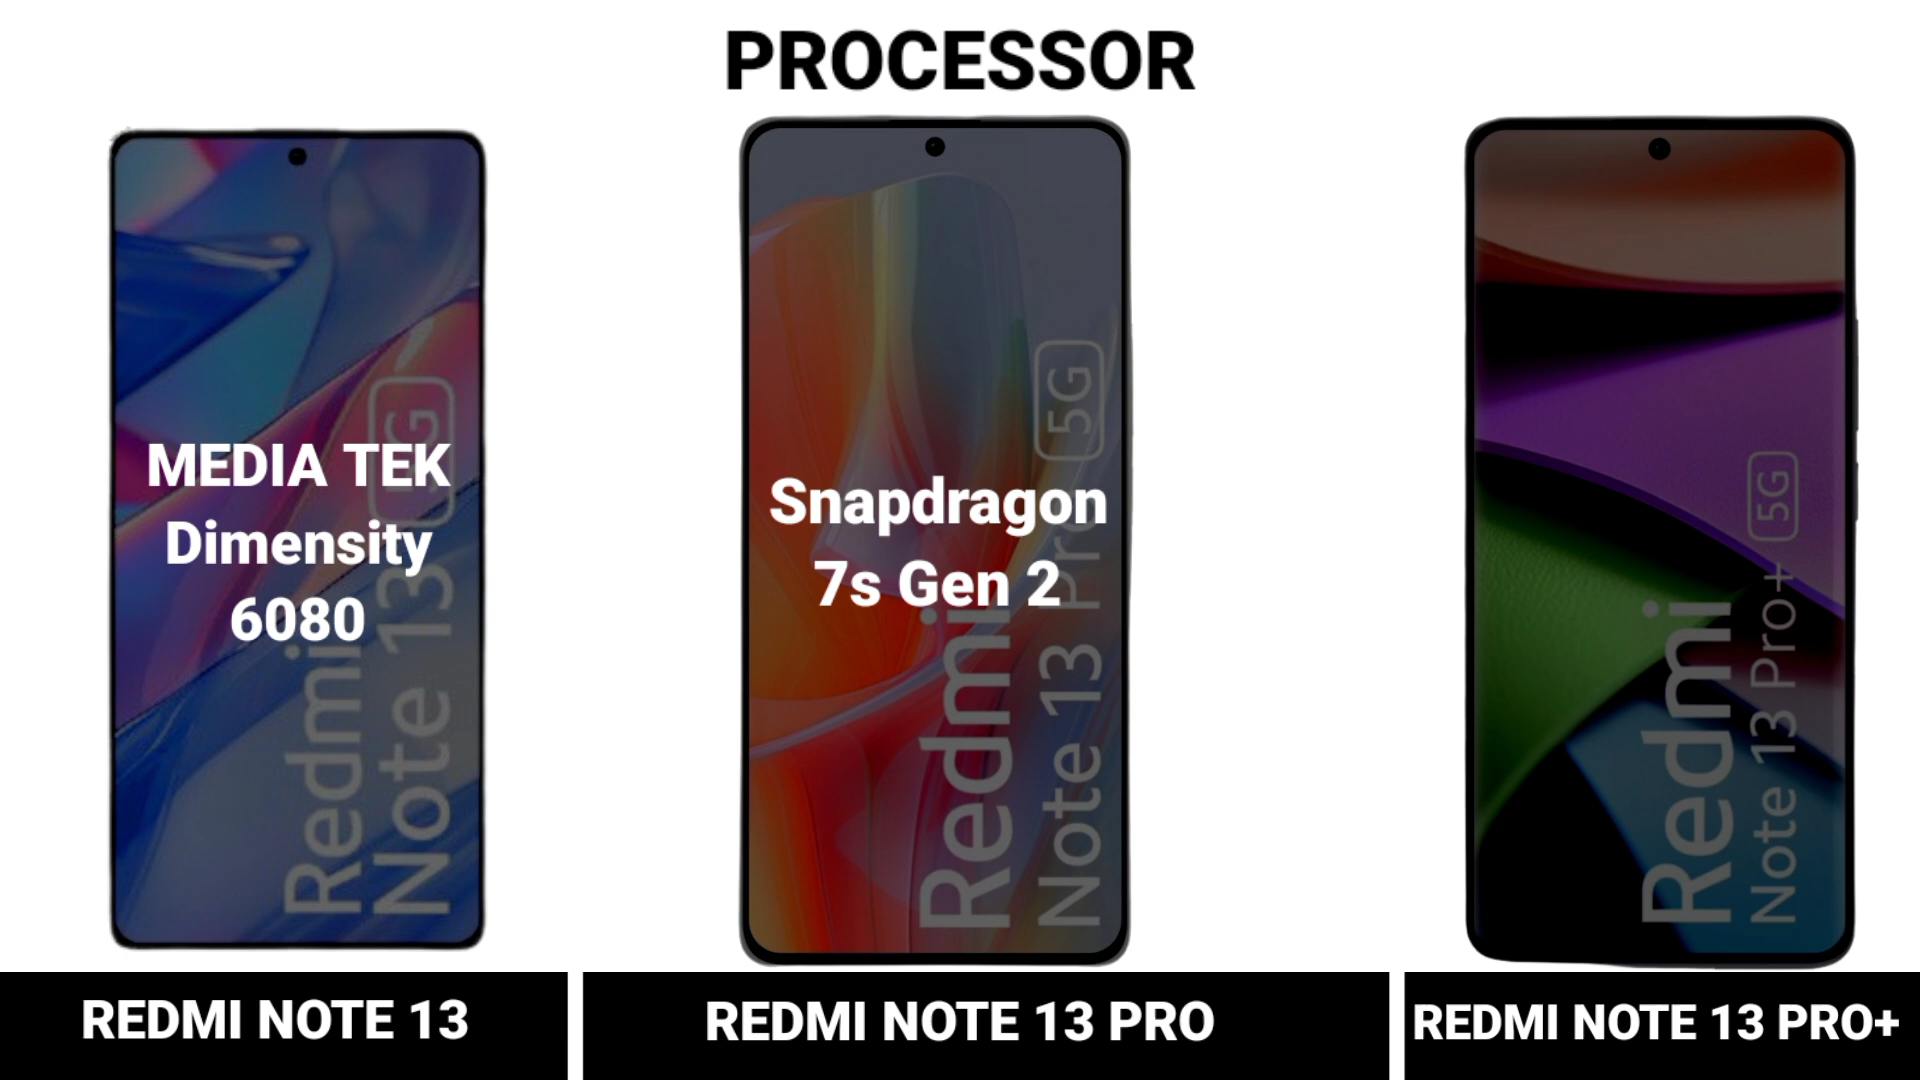 PROCESSOR
MEDIA TEK
Dimensity
6080
Redmi
Note 13 5G
Snapdragon
7s Gen 2
Redmi
Note 13 Pro 5G
Redmi
Note 13 Pro+ 5G
REDMI NOTE 13
REDMI NOTE 13 PRO
REDMI NOTE 13 PRO+